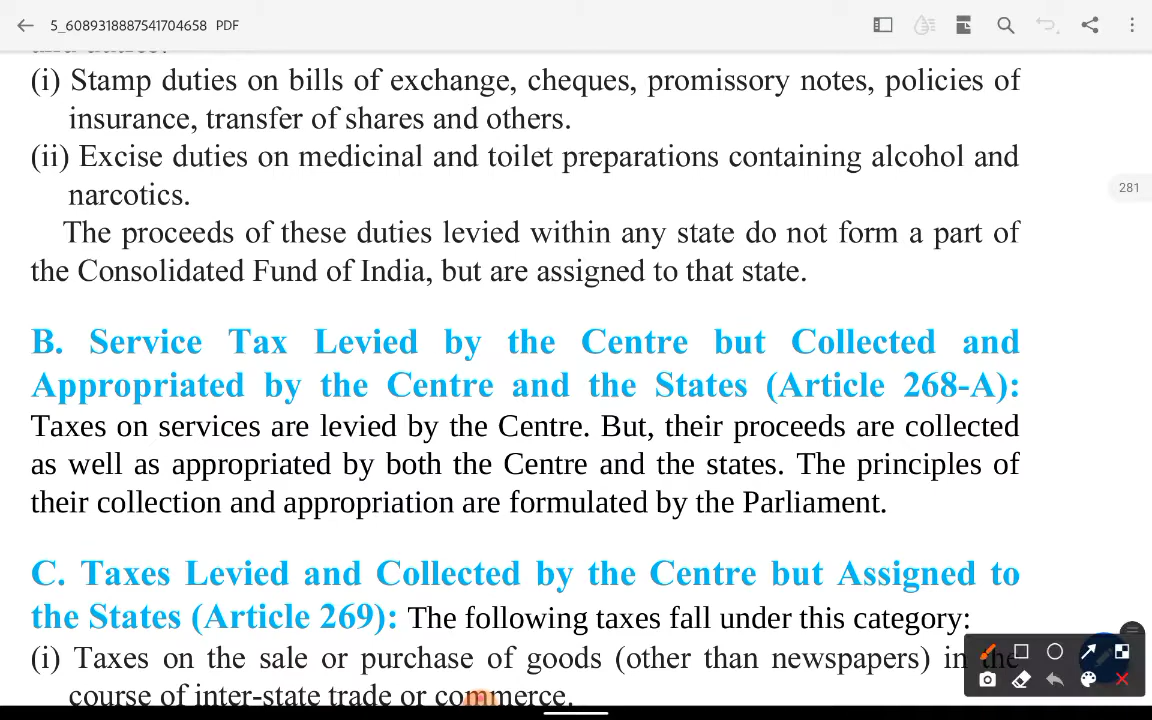 5_6089318887541704658 PDF
(i) Stamp duties on bills of exchange, cheques, promissory notes, policies of
insurance, transfer of shares and others.
(ii) Excise duties on medicinal and toilet preparations containing alcohol and
narcotics.
281
The proceeds of these duties levied within any state do not form a part of
the Consolidated Fund of India, but are assigned to that state.
B. Service Tax Levied by the Centre but Collected and
Appropriated by the Centre and the States (Article 268-A):
Taxes on services are levied by the Centre. But, their proceeds are collected
as well as appropriated by both the Centre and the states. The principles of
their collection and appropriation are formulated by the Parliament.
C. Taxes Levied and Collected by the Centre but Assigned to
the States (Article 269): The following taxes fall under this category:
(i) Taxes on the sale or purchase of goods (other than newspapers) in the
course of inter-state trade or commerce.